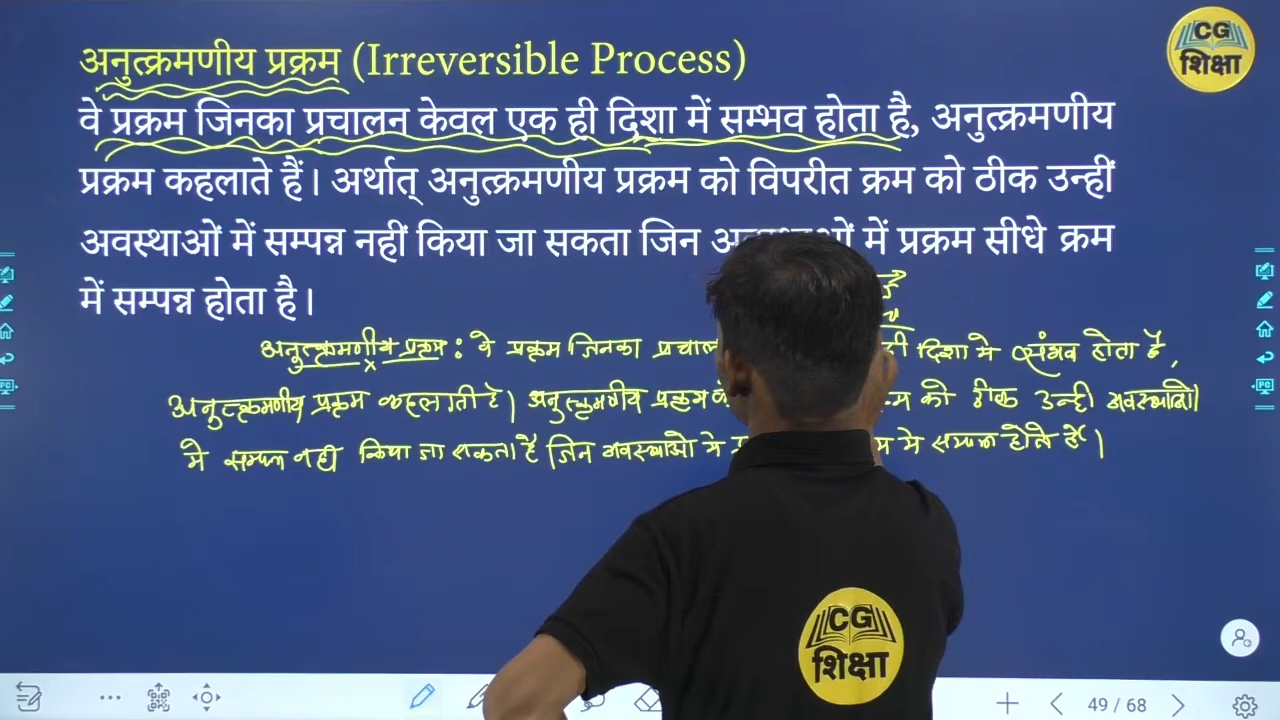 अनुत्क्रमणीय प्रक्रम (Irreversible Process)
CG
शिक्षा
वे प्रक्रम जिनका प्रचालन केवल एक ही दिशा में सम्भव होता है, अनुत्क्रमणीय
प्रक्रम कहलाते हैं। अर्थात् अनुत्क्रमणीय प्रक्रम को विपरीत क्रम को ठीक उन्हीं
अवस्थाओं में सम्पन्न नहीं किया जा सकता जिन में प्रक्रम सीधे क्रम
में सम्पन्न होता है।
अनुत्क्रमणीय प्रक्रम : वे प्रक्रम जिनका ही दिशा मे संभव होता है,
अनुत्क्रमणीय प्रक्रम कहलाती है। अनुत्क्रमणीय प्रक्रम को ठीक उन्ही
मे सम्पन्न नही किया जा सकता है जिन अवस्थाओ मे मे सम्पन्न होते है।
CG
शिक्षा
49 / 68